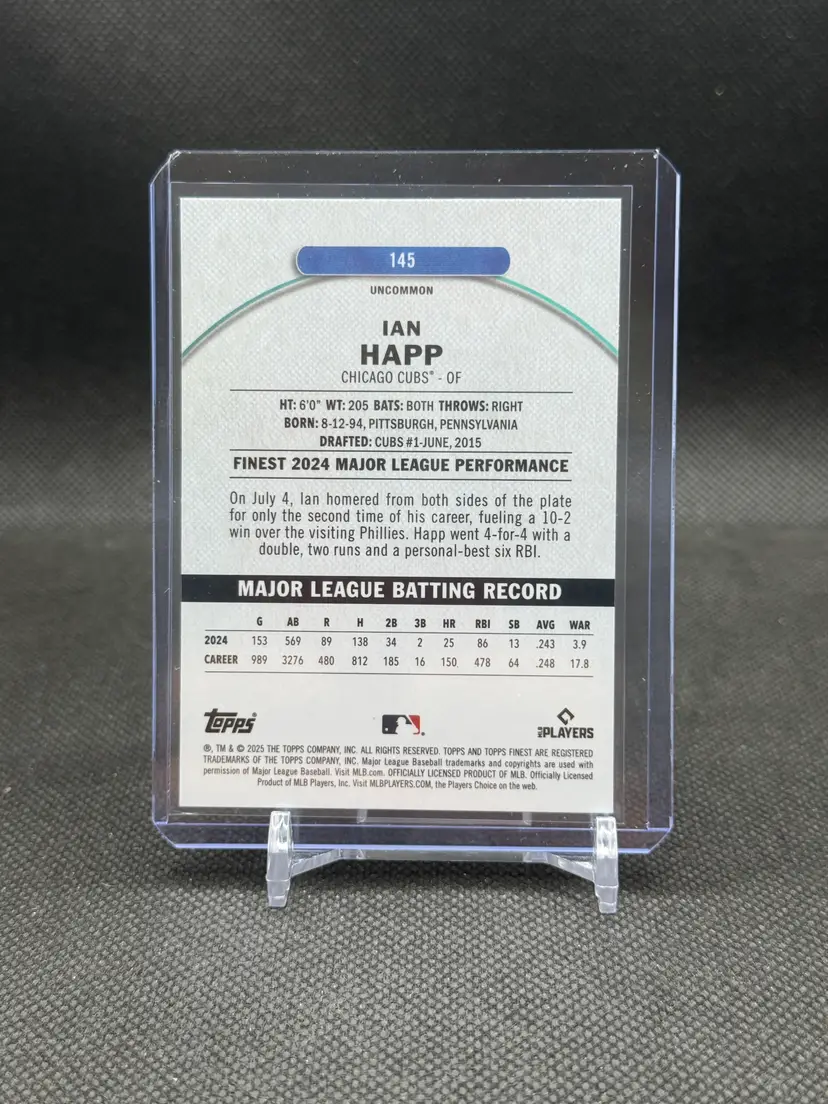 145
UNCOMMON
IAN
HAPP
CHICAGO CUBS® - OF
HT: 6'0" WT: 205 BATS: BOTH THROWS: RIGHT
BORN: 8-12-94, PITTSBURGH, PENNSYLVANIA
DRAFTED: CUBS #1-JUNE, 2015
FINEST 2024 MAJOR LEAGUE PERFORMANCE
On July 4, Ian homered from both sides of the plate
for only the second time of his career, fueling a 10-2
win over the visiting Phillies. Happ went 4-for-4 with a
double, two runs and a personal-best six RBI.
MAJOR LEAGUE BATTING RECORD
G AB R H 2B 3B HR RBI SB AVG WAR
2024 153 569 89 138 34 2 25 86 13 .243 3.9
CAREER 989 3276 480 812 185 16 150 478 64 .248 17.8
Topps® MLB PLAYERS
®, TM & © 2025 THE TOPPS COMPANY, INC. ALL RIGHTS RESERVED. TOPPS AND TOPPS FINEST ARE REGISTERED
TRADEMARKS OF THE TOPPS COMPANY, INC. Major League Baseball trademarks and copyrights are used with
permission of Major League Baseball. Visit MLB.com. OFFICIALLY LICENSED PRODUCT OF MLB. Officially Licensed
Product of MLB Players, Inc. Visit MLBPLAYERS.COM, the Players Choice on the web.